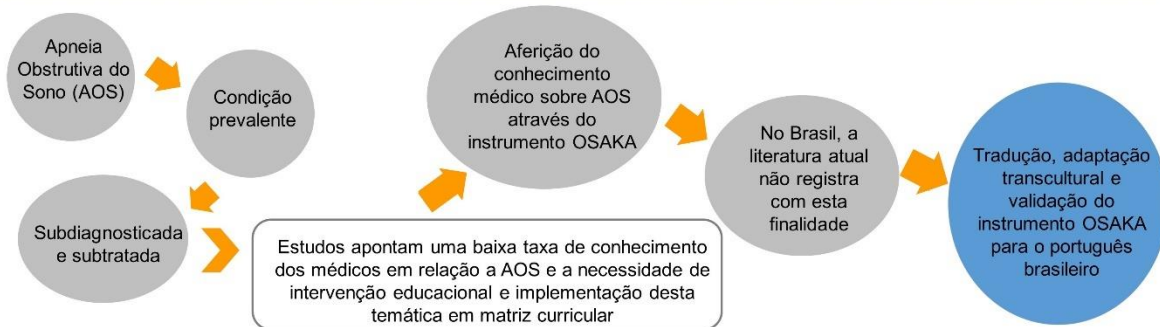 Apneia
Obstrutiva do
Sono (AOS)
Condição
prevalente
Subdiagnosticada
e subtratada
Estudos apontam uma baixa taxa de conhecimento
dos médicos em relação a AOS e a necessidade de
intervenção educacional e implementação desta
temática em matriz curricular
Aferição do
conhecimento
médico sobre AOS
através do
instrumento OSAKA
No Brasil, a
literatura atual
não registra
com esta
finalidade
Tradução, adaptação
transcultural e
validação do
instrumento OSAKA
para o português
brasileiro